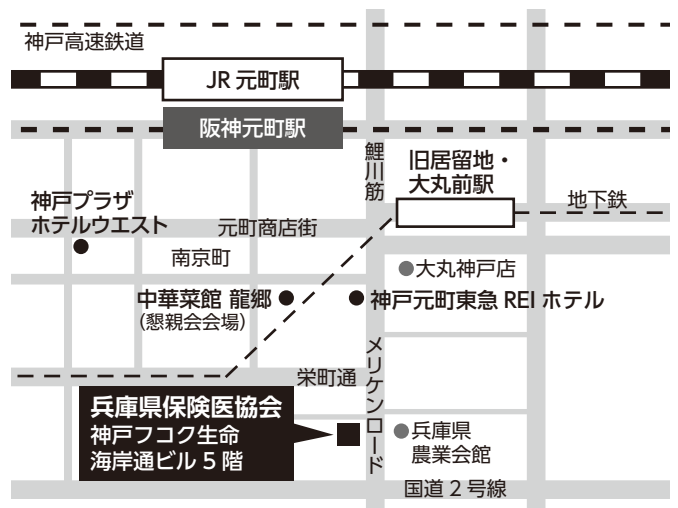 神戸高速鉄道
JR 元町駅
阪神元町駅
鯉川筋
旧居留地・
大丸前駅
地下鉄
神戸プラザ
ホテルウエスト
元町商店街
南京町
大丸神戸店
中華菜館 龍郷
(懇親会会場)
神戸元町東急 REI ホテル
メリケンロード
栄町通
兵庫県保険医協会
神戸フコク生命
海岸通ビル 5 階
兵庫県
農業会館
国道 2 号線